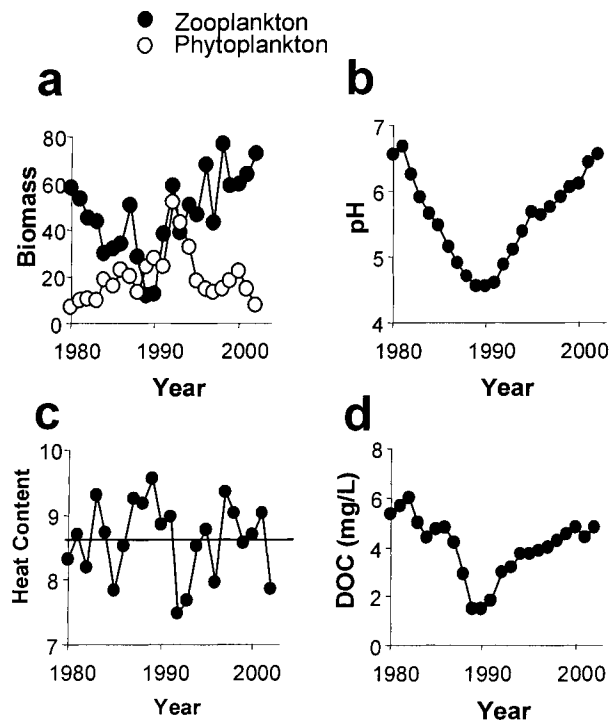 Zooplankton
Phytoplankton
a
Biomass
80
60
40
20
0
1980 1990 2000
Year
b
pH
7
6
5
4
1980 1990 2000
Year
c
Heat Content
10
9
8
7
1980 1990 2000
Year
d
DOC (mg/L)
8
6
4
2
0
1980 1990 2000
Year